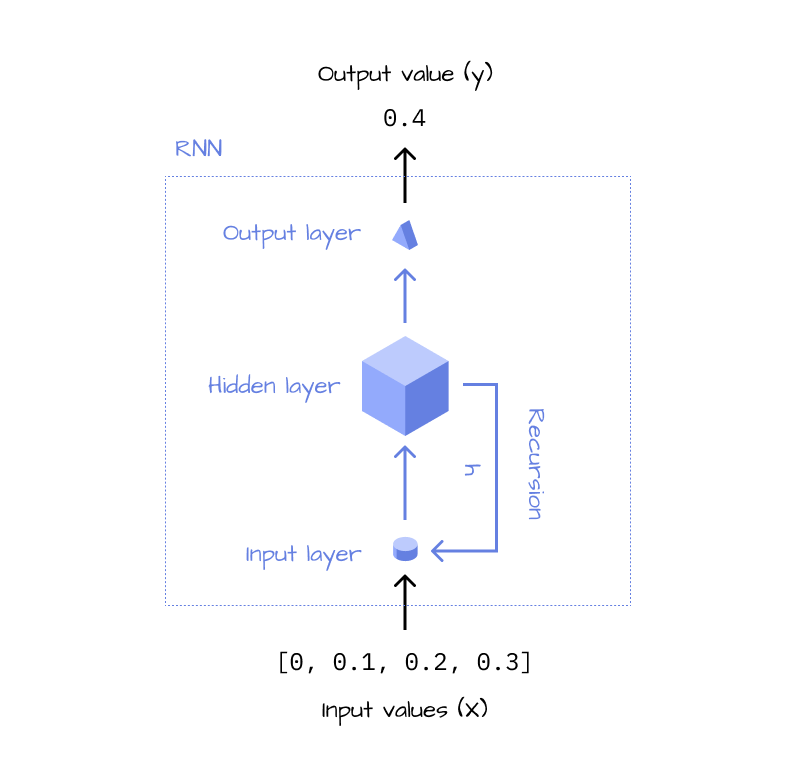 Output value (y)
0.4
RNN
Output layer
Hidden layer
Recursion
h
Input layer
[0, 0.1, 0.2, 0.3]
Input values (X)